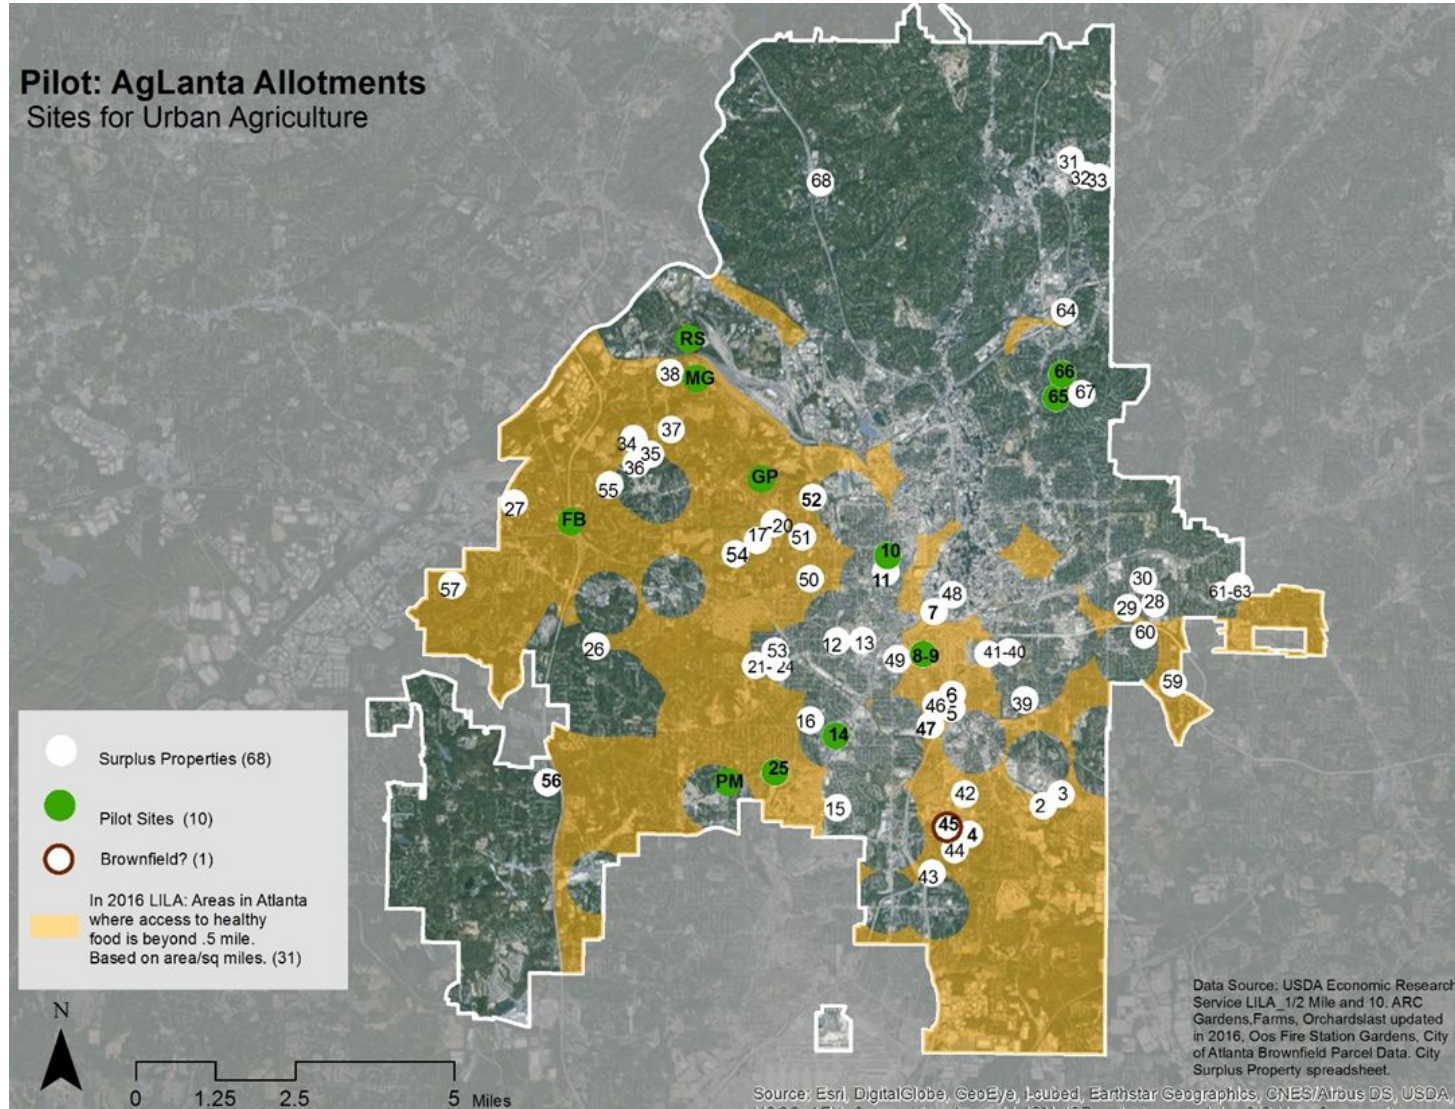 Pilot: AgLanta Allotments
Sites for Urban Agriculture
31
32 33
68
64
RS
38 MG
66
65 67
37
34
35
36
GP
55
52
27
FB
-20
17
51
54
10
11
50
57
30
61-63
48
29 28
7
60
26
12 13
53
21- 24
49
8-9
41-40
59
6
46
5
39
16
47
14
25
PM
56
42
3
2
15
45
4
44
43
Surplus Properties (68)
Pilot Sites (10)
Brownfield? (1)
In 2016 LILA: Areas in Atlanta
where access to healthy
food is beyond .5 mile.
Based on area/sq miles. (31)
N
0 1.25 2.5 5 Miles
Data Source: USDA Economic Research
Service LILA_1/2 Mile and 10. ARC
Gardens,Farms, Orchardslast updated
in 2016, Oos Fire Station Gardens, City
of Atlanta Brownfield Parcel Data. City
Surplus Property spreadsheet.
Source: Esri, DigitalGlobe, GeoEye, i-cubed, Earthstar Geographics, CNES/Airbus DS, USDA,